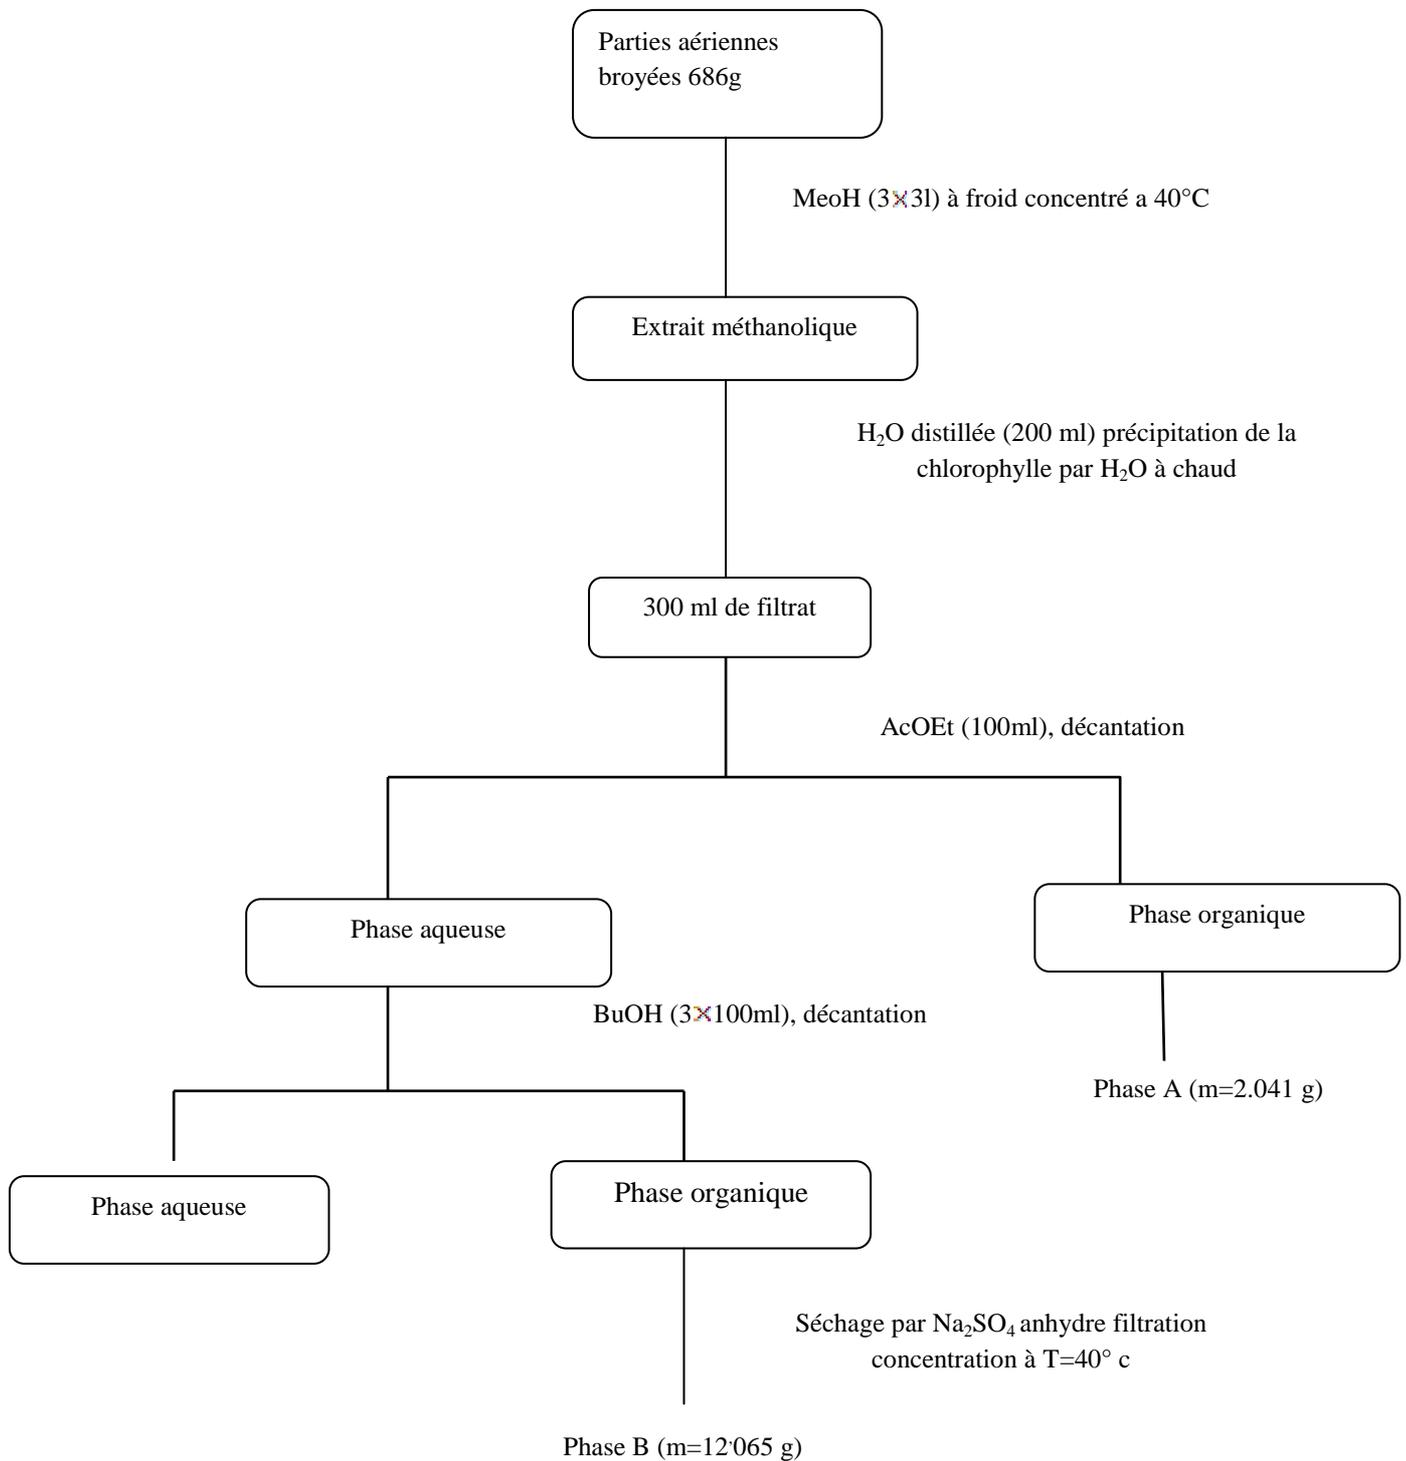 Parties aériennes
broyées 686g
MeoH (3×3l) à froid concentré a 40°C
Extrait méthanolique
H₂O distillée (200 ml) précipitation de la
chlorophylle par H₂O à chaud
300 ml de filtrat
AcOEt (100ml), décantation
Phase aqueuse
Phase organique
BuOH (3×100ml), décantation
Phase A (m=2.041 g)
Phase aqueuse
Phase organique
Séchage par Na₂SO₄ anhydre filtration
concentration à T=40° c
Phase B (m=12'065 g)